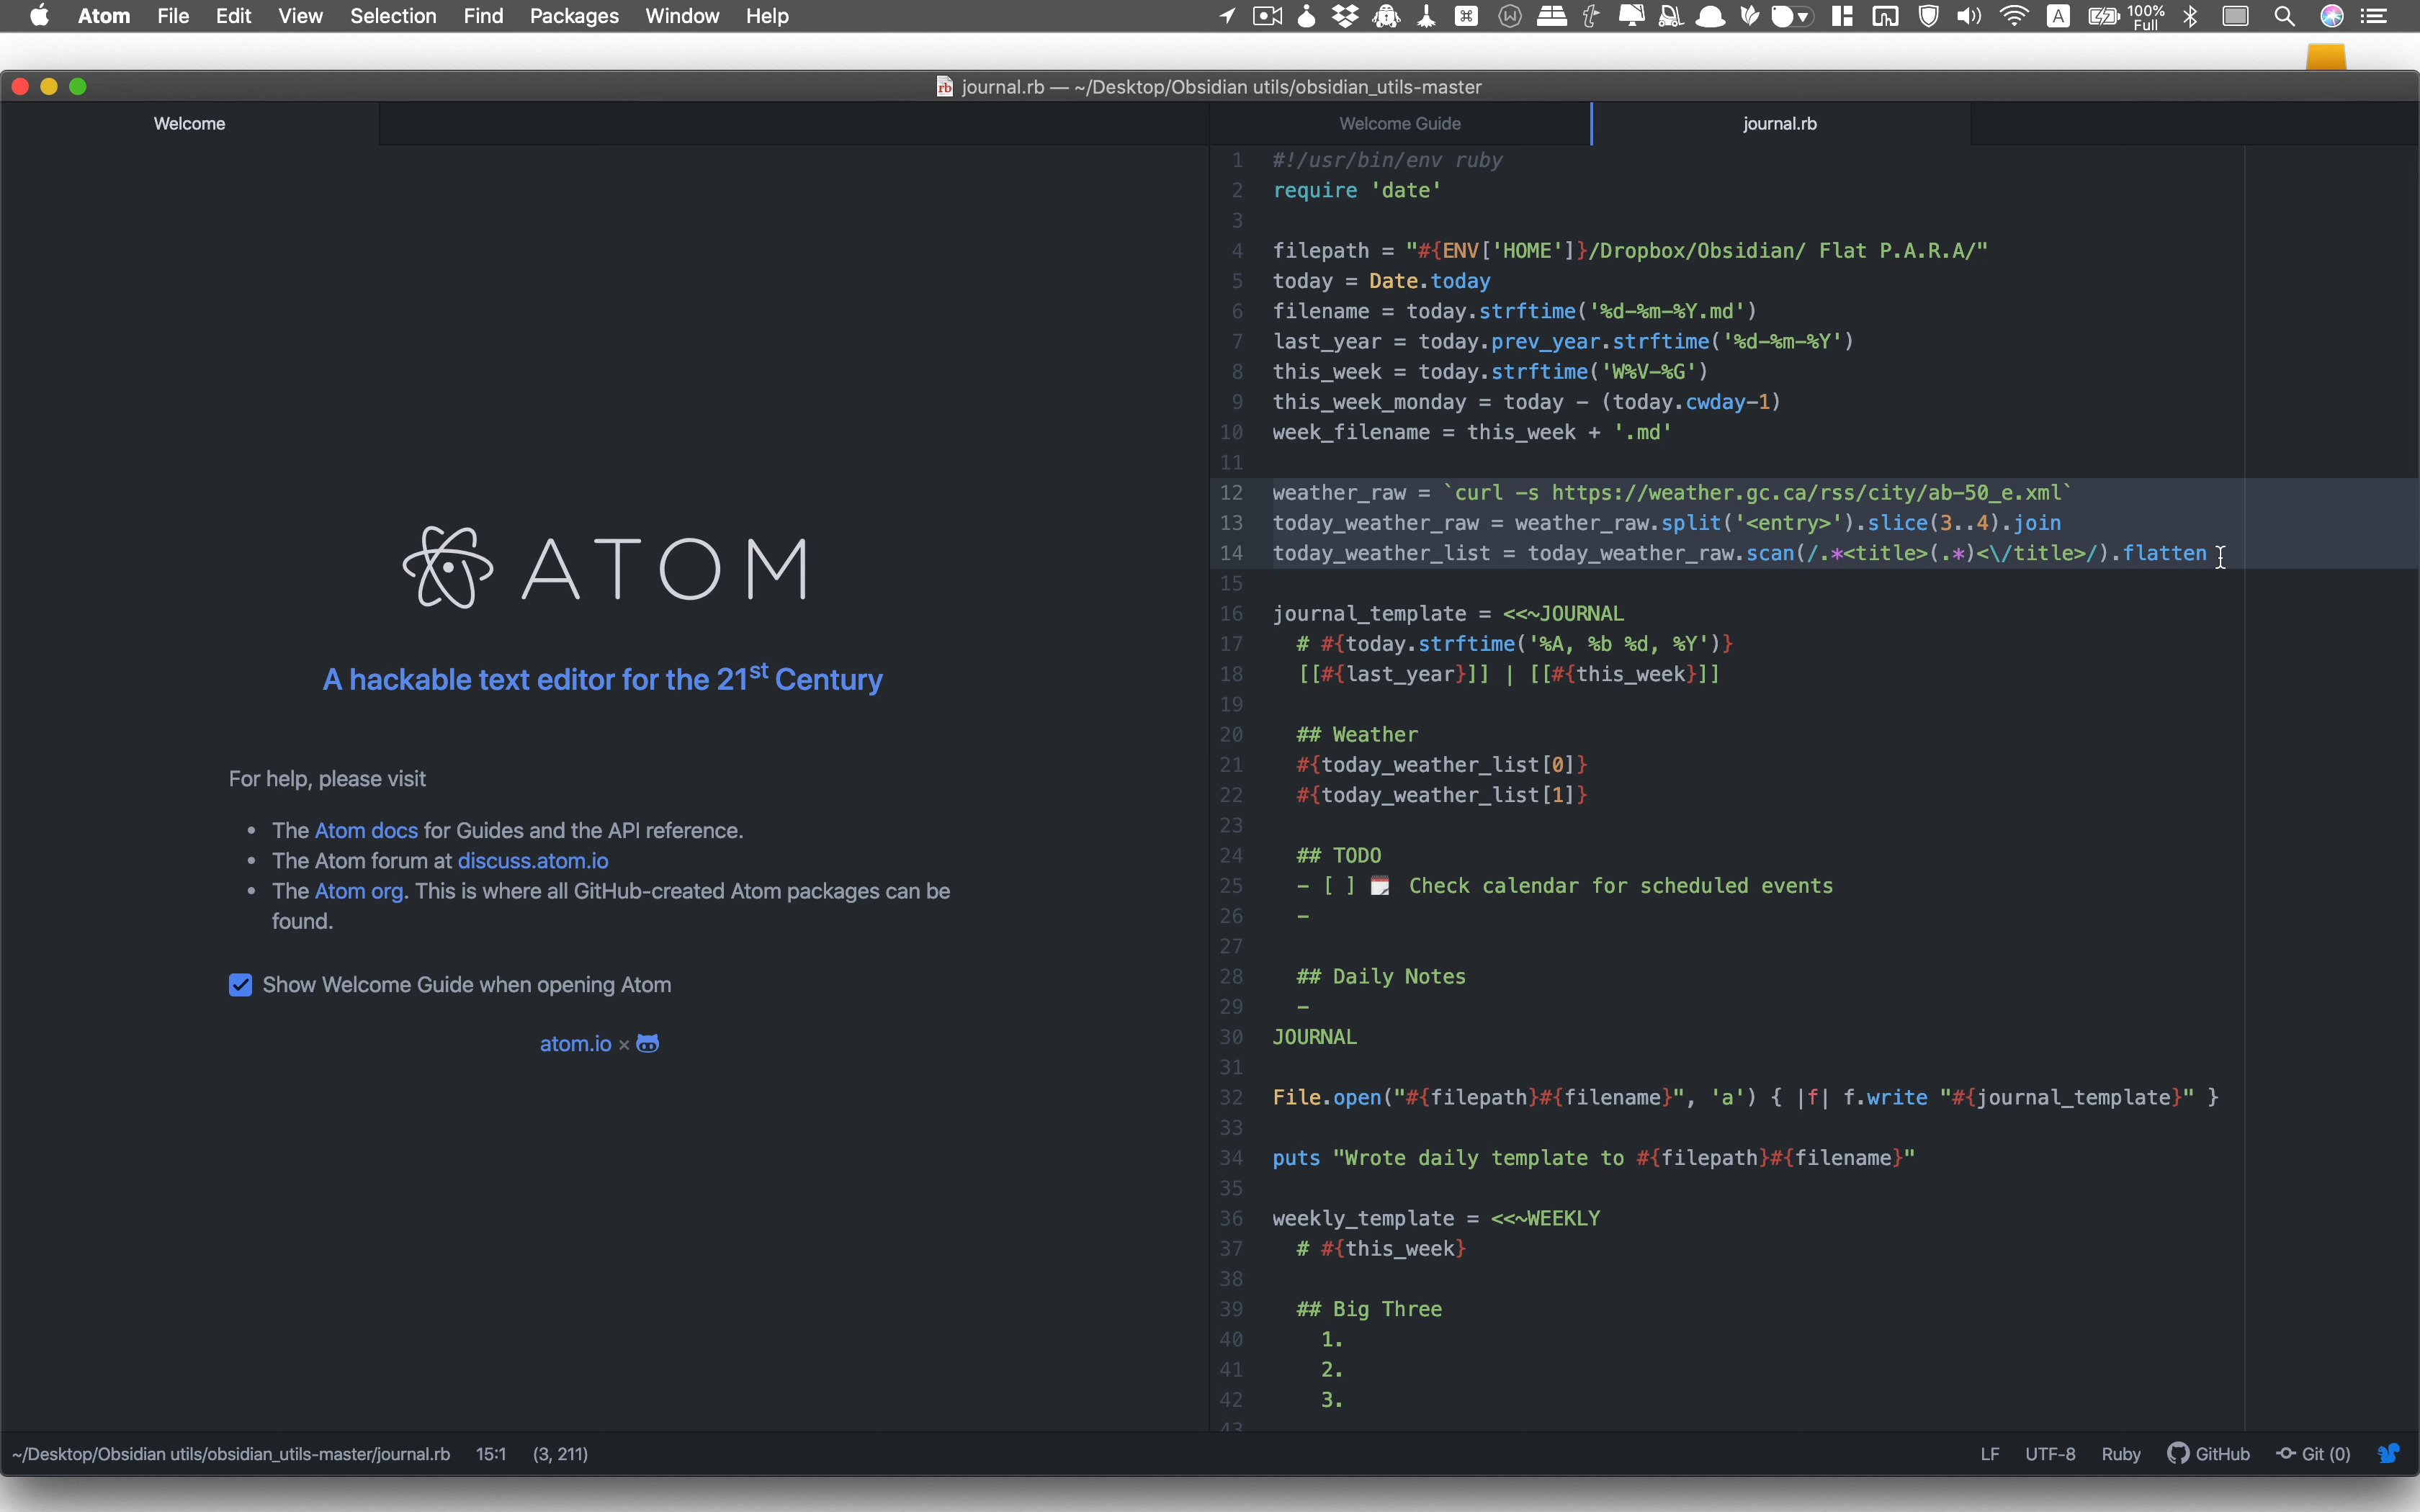 Atom File Edit View Selection Find Packages Window Help A 100% Full
journal.rb — ~/Desktop/Obsidian utils/obsidian_utils-master
Welcome
ATOM
A hackable text editor for the 21st Century
For help, please visit
• The Atom docs for Guides and the API reference.
• The Atom forum at discuss.atom.io
• The Atom org. This is where all GitHub-created Atom packages can be
found.
Show Welcome Guide when opening Atom
atom.io ×
Welcome Guide journal.rb
1 #!/usr/bin/env ruby
2 require 'date'
3
4 filepath = "#{ENV['HOME']}/Dropbox/Obsidian/ Flat P.A.R.A/"
5 today = Date.today
6 filename = today.strftime('%d-%m-%Y.md')
7 last_year = today.prev_year.strftime('%d-%m-%Y')
8 this_week = today.strftime('W%V-%G')
9 this_week_monday = today - (today.cwday-1)
10 week_filename = this_week + '.md'
11
12 weather_raw = `curl -s https://weather.gc.ca/rss/city/ab-50_e.xml`
13 today_weather_raw = weather_raw.split('<entry>').slice(3..4).join
14 today_weather_list = today_weather_raw.scan(/.*<title>(.*)<\/title>/).flatten
15
16 journal_template = <<~JOURNAL
17 # #{today.strftime('%A, %b %d, %Y')}
18 [[#{last_year}]] | [[#{this_week}]]
19
20 ## Weather
21 #{today_weather_list[0]}
22 #{today_weather_list[1]}
23
24 ## TODO
25 - [ ] 🗒 Check calendar for scheduled events
26 -
27
28 ## Daily Notes
29 -
30 JOURNAL
31
32 File.open("#{filepath}#{filename}", 'a') { |f| f.write "#{journal_template}" }
33
34 puts "Wrote daily template to #{filepath}#{filename}"
35
36 weekly_template = <<~WEEKLY
37 # #{this_week}
38
39 ## Big Three
40 1.
41 2.
42 3.
43
~/Desktop/Obsidian utils/obsidian_utils-master/journal.rb 15:1 (3, 211) LF UTF-8 Ruby GitHub Git (0)